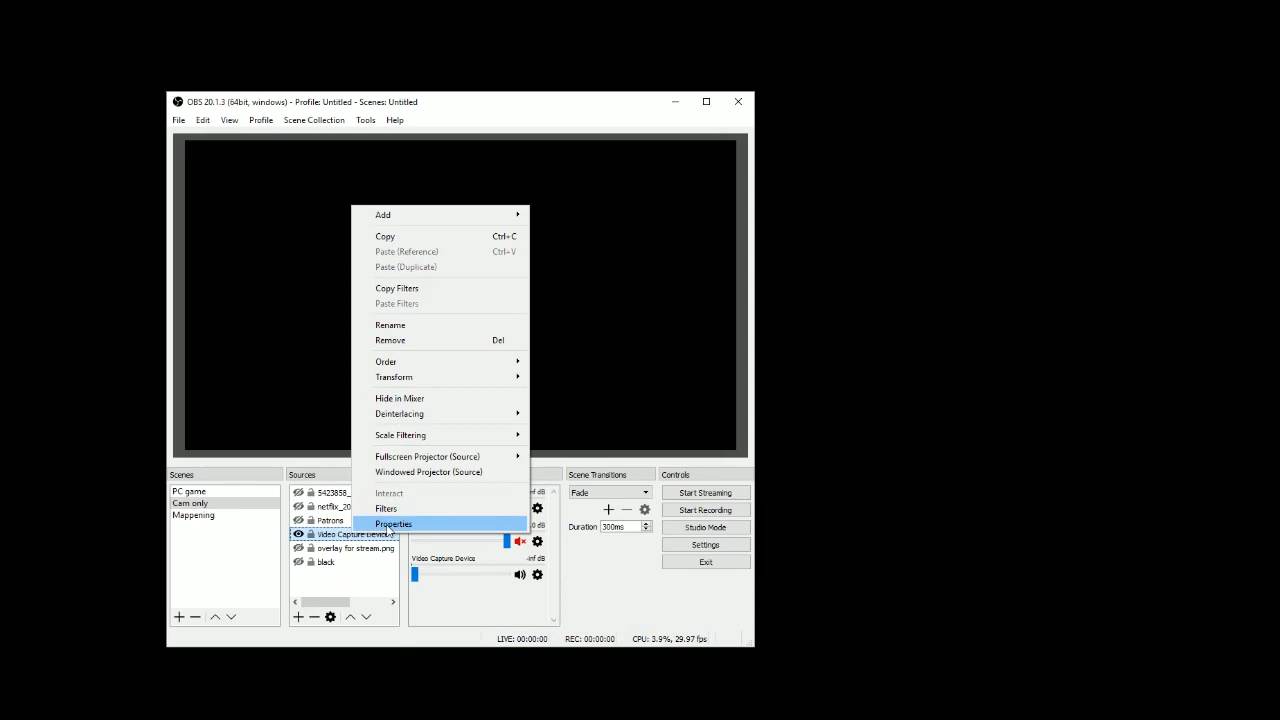 OBS 20.1.3 (64bit, windows) - Profile: Untitled - Scenes: Untitled
File Edit View Profile Scene Collection Tools Help
Add
Copy Ctrl+C
Paste (Reference) Ctrl+V
Paste (Duplicate)
Copy Filters
Paste Filters
Rename
Remove Del
Order
Transform
Hide in Mixer
Deinterlacing
Scale Filtering
Fullscreen Projector (Source)
Windowed Projector (Source)
Interact
Filters
Properties
Scenes
PC game
Cam only
Mappening
Sources
5423858_
netflix_20
Patrons
Video Capture Device
overlay for stream.png
black
-inf dB
Video Capture Device -inf dB
Scene Transitions
Fade
Duration 300ms
Controls
Start Streaming
Start Recording
Studio Mode
Settings
Exit
LIVE: 00:00:00 REC: 00:00:00 CPU: 3.9%, 29.97 fps